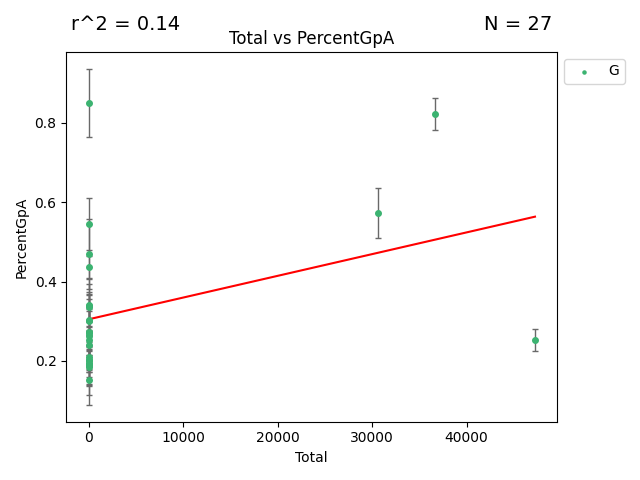 r^2 = 0.14
N = 27
Total vs PercentGpA
G
PercentGpA
0.8
0.6
0.4
0.2
0
10000
20000
30000
40000
Total